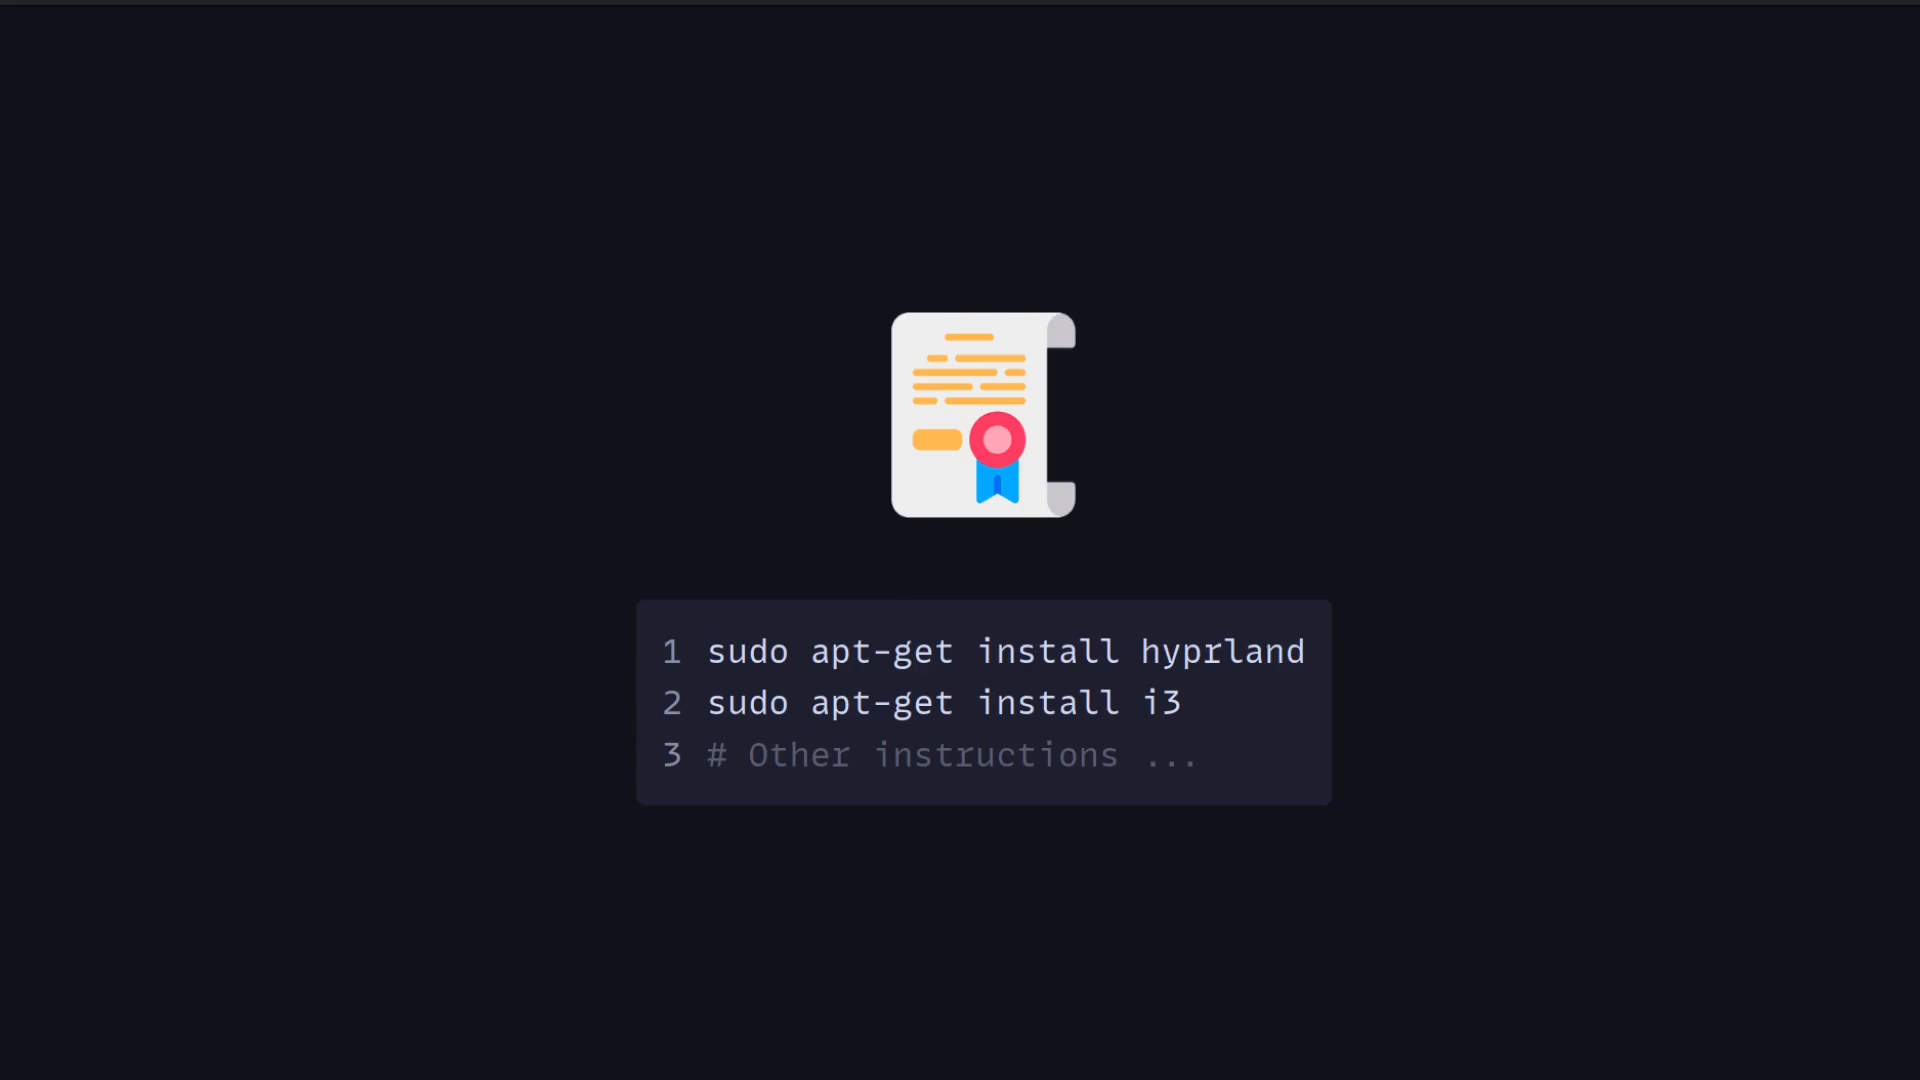 1 sudo apt-get install hyprland
2 sudo apt-get install i3
3 # Other instructions ...